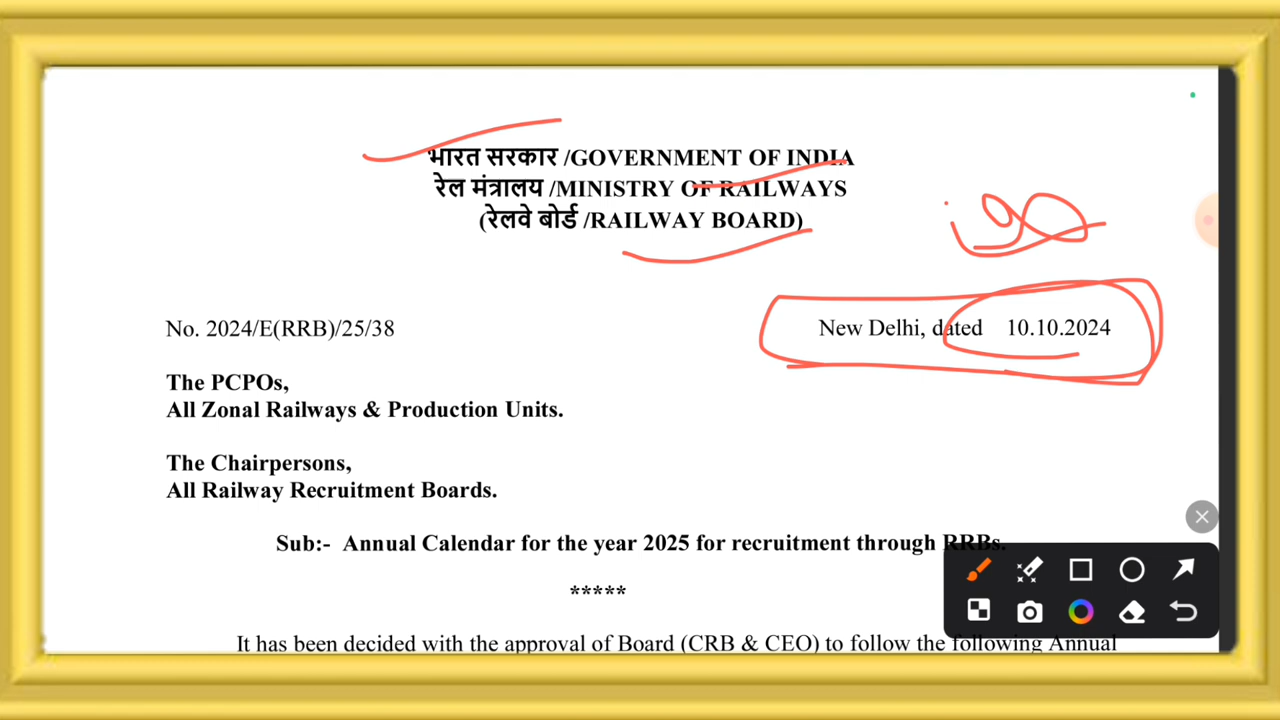 भारत सरकार /GOVERNMENT OF INDIA
रेल मंत्रालय /MINISTRY OF RAILWAYS
(रेलवे बोर्ड /RAILWAY BOARD)
No. 2024/E(RRB)/25/38
New Delhi, dated 10.10.2024
The PCPOs,
All Zonal Railways & Production Units.
The Chairpersons,
All Railway Recruitment Boards.
Sub:- Annual Calendar for the year 2025 for recruitment through RRBs.
*****
It has been decided with the approval of Board (CRB & CEO) to follow the following Annual